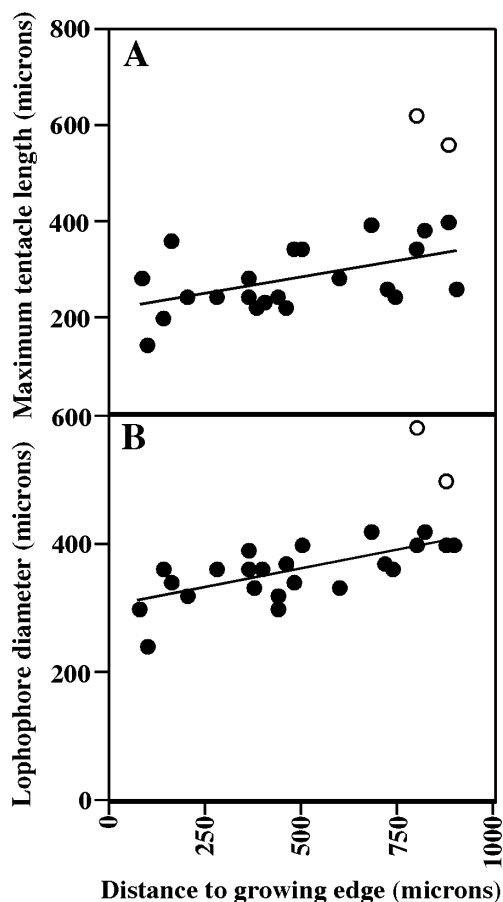 Maximum tentacle length (microns)
800
600
400
200
A
Lophophore diameter (microns)
600
400
200
0
B
0
250
500
750
1000
Distance to growing edge (microns)